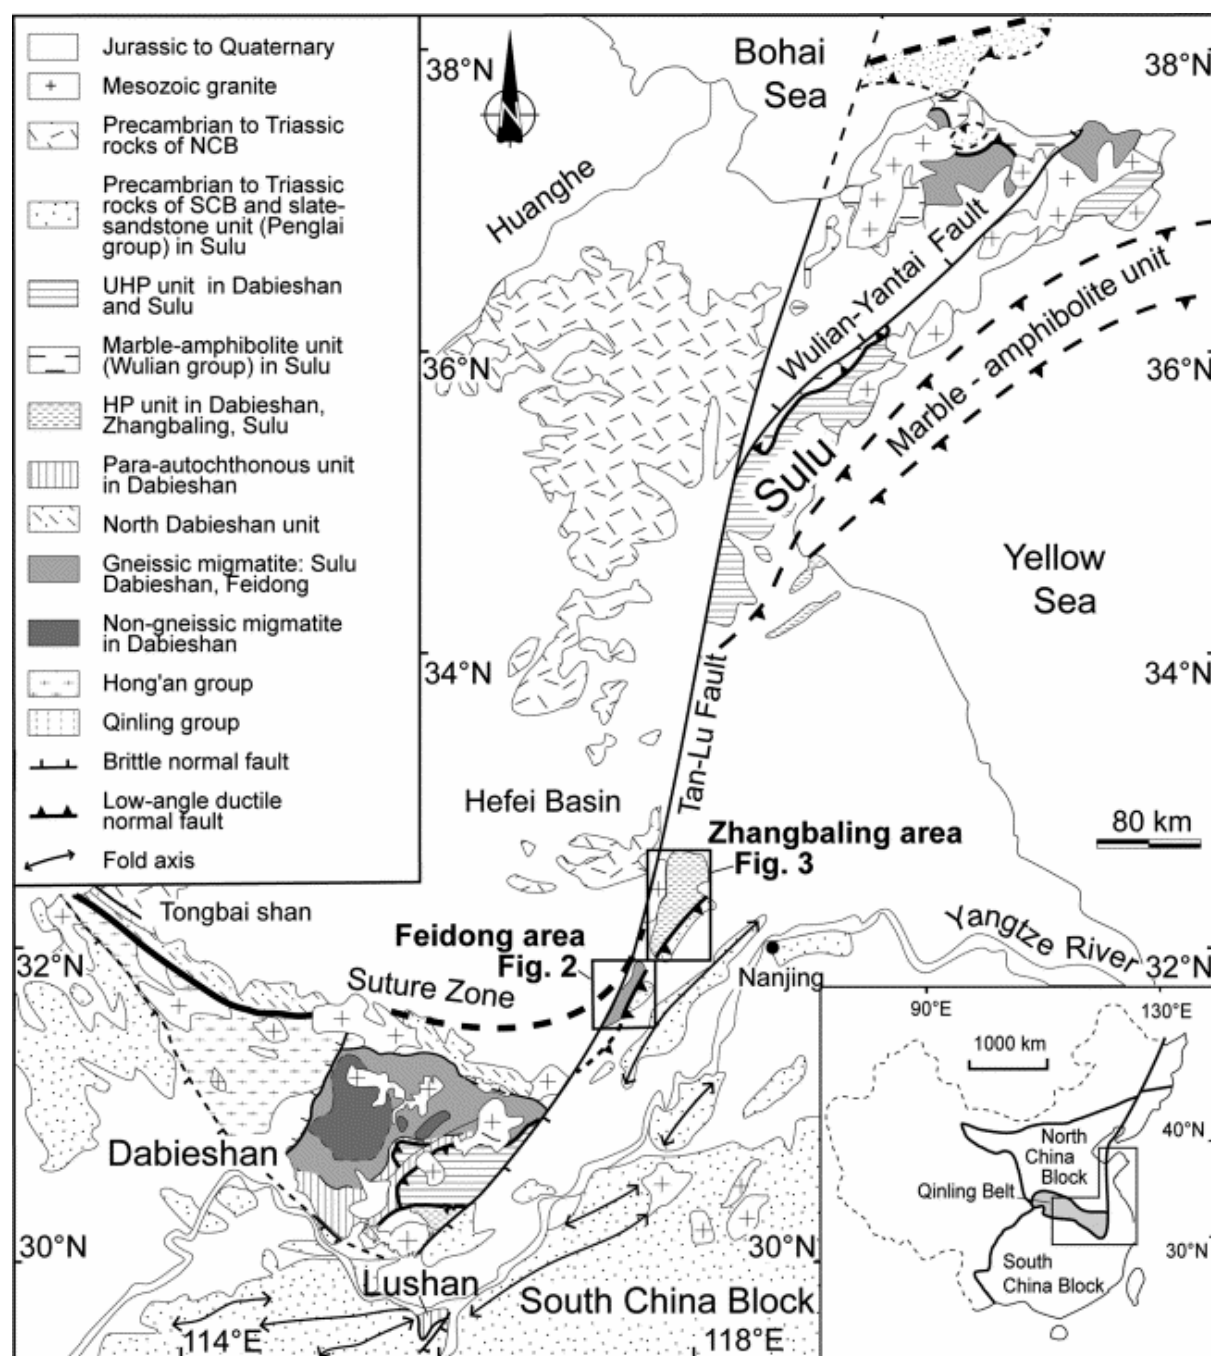 Jurassic to Quaternary
Mesozoic granite
Precambrian to Triassic
rocks of NCB
Precambrian to Triassic
rocks of SCB and slate-
sandstone unit (Penglai
group) in Sulu
UHP unit in Dabieshan
and Sulu
Marble-amphibolite unit
(Wulian group) in Sulu
HP unit in Dabieshan,
Zhangbaling, Sulu
Para-autochthonous unit
in Dabieshan
North Dabieshan unit
Gneissic migmatite: Sulu
Dabieshan, Feidong
Non-gneissic migmatite
in Dabieshan
Hong'an group
Qinling group
Brittle normal fault
Low-angle ductile
normal fault
Fold axis
38°N
N
Bohai
Sea
38°N
Huanghe
Wulian-Yantai Fault
Marble - amphibolite unit
36°N
36°N
Sulu
Yellow
Sea
34°N
34°N
Tan-Lu Fault
Hefei Basin
80 km
Zhangbaling area
Fig. 3
Tongbai shan
Feidong area
Fig. 2
Yangtze River
32°N
Suture Zone
Nanjing
32°N
Dabieshan
30°N
30°N
Lushan
South China Block
114°E
118°E
90°E
130°E
1000 km
40°N
North
China
Block
Qinling Belt
30°N
South
China Block